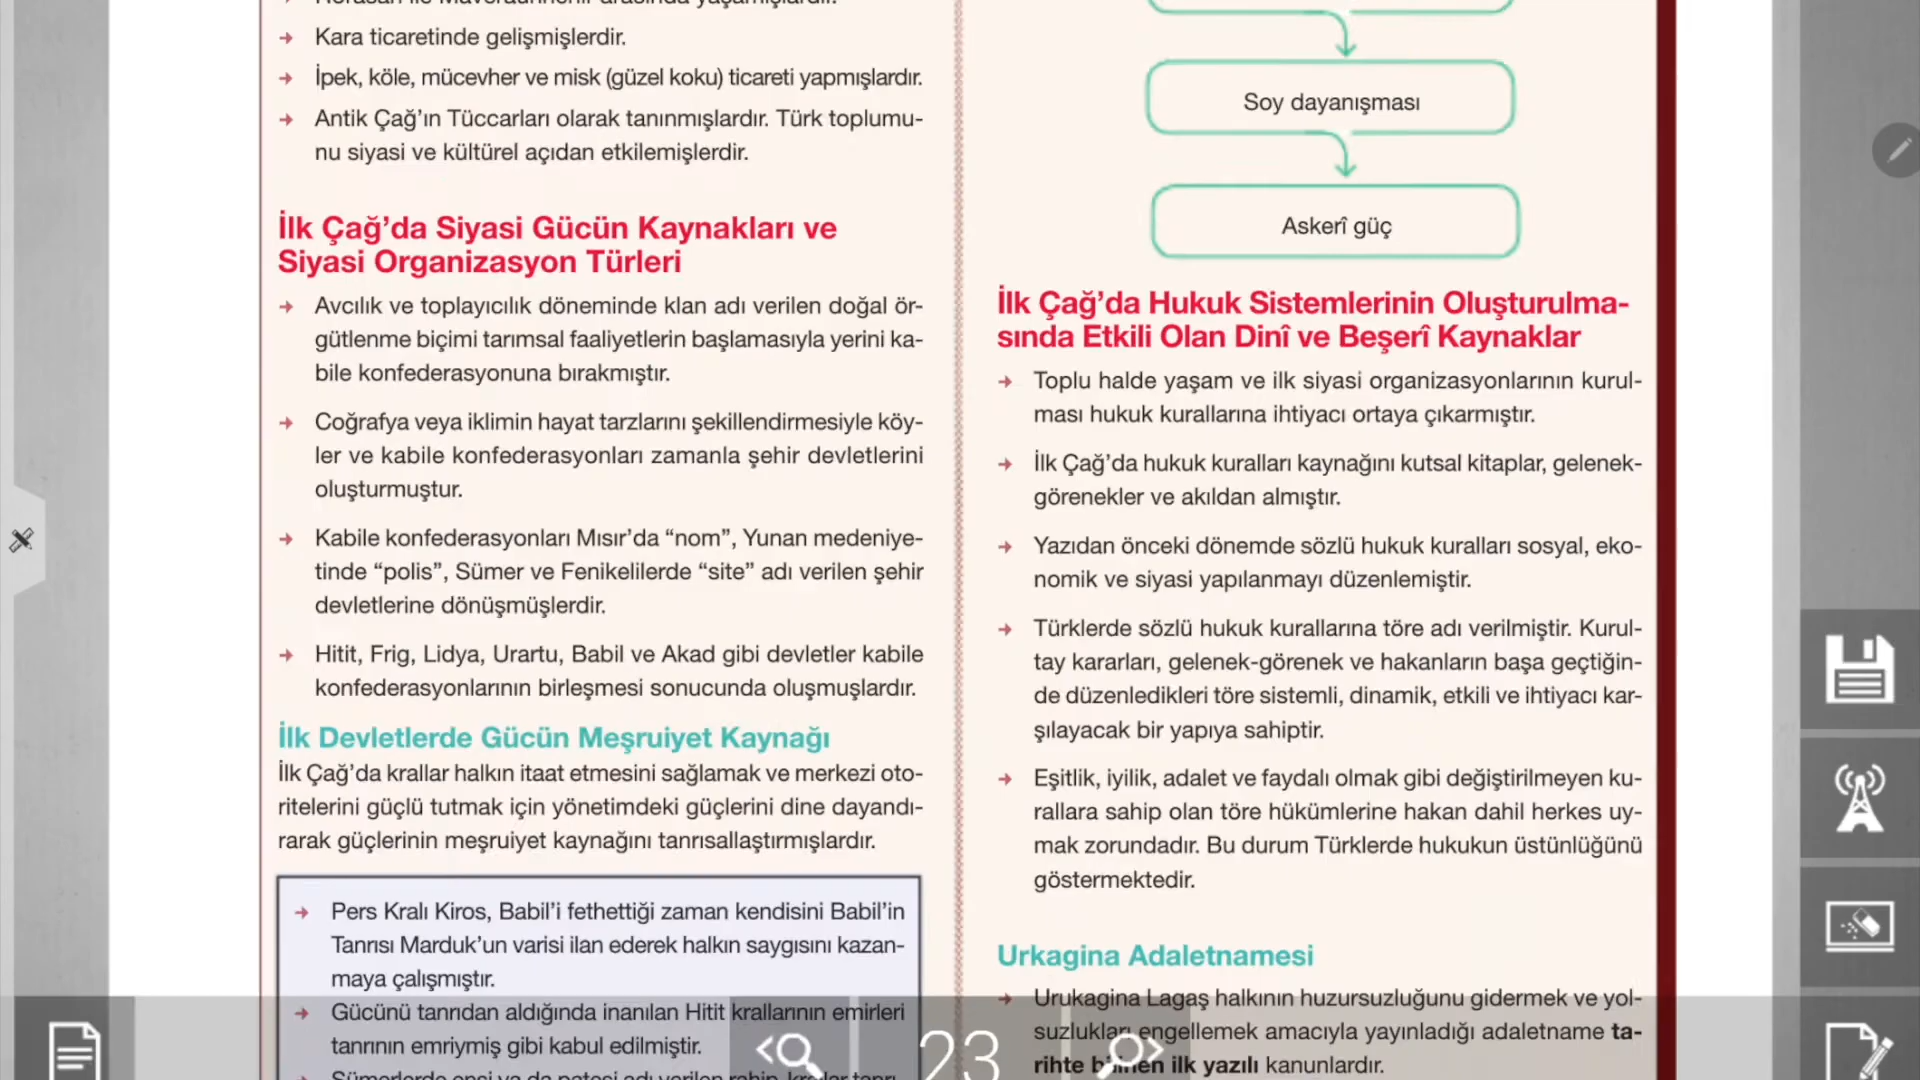 Kara ticaretinde gelişmişlerdir.
İpek, köle, mücevher ve misk (güzel koku) ticareti yapmışlardır.
Antik Çağ’ın Tüccarları olarak tanınmışlardır. Türk toplumu-
nu siyasi ve kültürel açıdan etkilemişlerdir.
İlk Çağ’da Siyasi Gücün Kaynakları ve
Siyasi Organizasyon Türleri
Avcılık ve toplayıcılık döneminde klan adı verilen doğal ör-
gütlenme biçimi tarımsal faaliyetlerin başlamasıyla yerini ka-
bile konfederasyonuna bırakmıştır.
Coğrafya veya iklimin hayat tarzlarını şekillendirmesiyle köy-
ler ve kabile konfederasyonları zamanla şehir devletlerini
oluşturmuştur.
Kabile konfederasyonları Mısır’da “nom”, Yunan medeniye-
tinde “polis”, Sümer ve Fenikelilerde “site” adı verilen şehir
devletlerine dönüşmüşlerdir.
Hitit, Frig, Lidya, Urartu, Babil ve Akad gibi devletler kabile
konfederasyonlarının birleşmesi sonucunda oluşmuşlardır.
İlk Devletlerde Gücün Meşruiyet Kaynağı
İlk Çağ’da krallar halkın itaat etmesini sağlamak ve merkezi oto-
ritelerini güçlü tutmak için yönetimdeki güçlerini dine dayandı-
rarak güçlerinin meşruiyet kaynağını tanrısallaştırmışlardır.
Pers Kralı Kiros, Babil’i fethettiği zaman kendisini Babil’in
Tanrısı Marduk’un varisi ilan ederek halkın saygısını kazan-
maya çalışmıştır.
Gücünü tanrıdan aldığında inanılan Hitit krallarının emirleri
tanrının emriymiş gibi kabul edilmiştir.
Soy dayanışması
Askerî güç
İlk Çağ’da Hukuk Sistemlerinin Oluşturulma-
sında Etkili Olan Dinî ve Beşerî Kaynaklar
Toplu halde yaşam ve ilk siyasi organizasyonlarının kurul-
ması hukuk kurallarına ihtiyacı ortaya çıkarmıştır.
İlk Çağ’da hukuk kuralları kaynağını kutsal kitaplar, gelenek-
görenekler ve akıldan almıştır.
Yazıdan önceki dönemde sözlü hukuk kuralları sosyal, eko-
nomik ve siyasi yapılanmayı düzenlemiştir.
Türklerde sözlü hukuk kurallarına töre adı verilmiştir. Kurul-
tay kararları, gelenek-görenek ve hakanların başa geçtiğin-
de düzenledikleri töre sistemli, dinamik, etkili ve ihtiyacı kar-
şılayacak bir yapıya sahiptir.
Eşitlik, iyilik, adalet ve faydalı olmak gibi değiştirilmeyen ku-
rallara sahip olan töre hükümlerine hakan dahil herkes uy-
mak zorundadır. Bu durum Türklerde hukukun üstünlüğünü
göstermektedir.
Urkagina Adaletnamesi
Urukagina Lagaş halkının huzursuzluğunu gidermek ve yol-
suzlukları engellemek amacıyla yayınladığı adaletname ta-
rihte bilinen ilk yazılı kanunlardır.
23